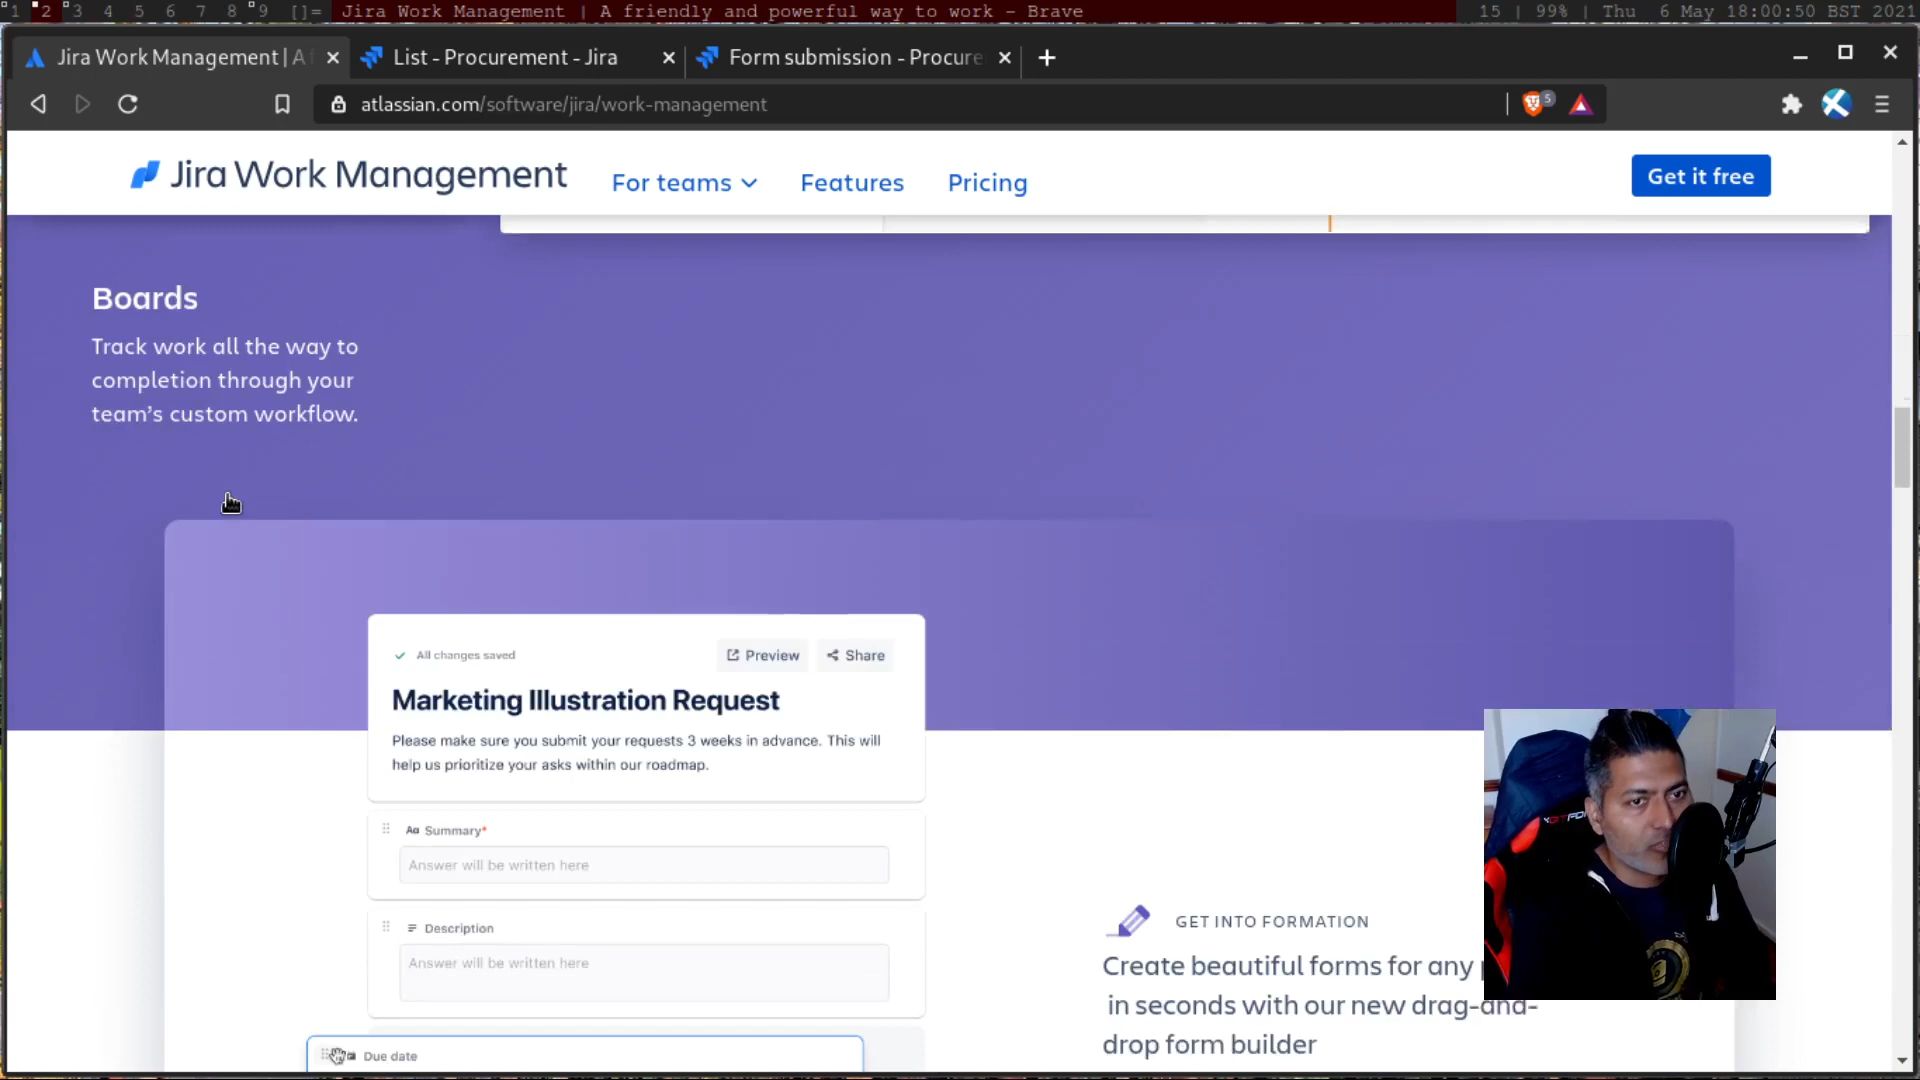 1 2 3 4 5 6 7 8 9 []= Jira Work Management | A friendly and powerful way to work - Brave 15 | 99% | Thu 6 May 18:00:50 BST 2021
Jira Work Management | A f List - Procurement - Jira Form submission - Procure
atlassian.com/software/jira/work-management 5
Jira Work Management For teams Features Pricing Get it free
Boards
Track work all the way to
completion through your
team's custom workflow.
All changes saved Preview Share
Marketing Illustration Request
Please make sure you submit your requests 3 weeks in advance. This will
help us prioritize your asks within our roadmap.
Aa Summary*
Answer will be written here
Description
Answer will be written here
Due date
GET INTO FORMATION
Create beautiful forms for any
in seconds with our new drag-and-
drop form builder